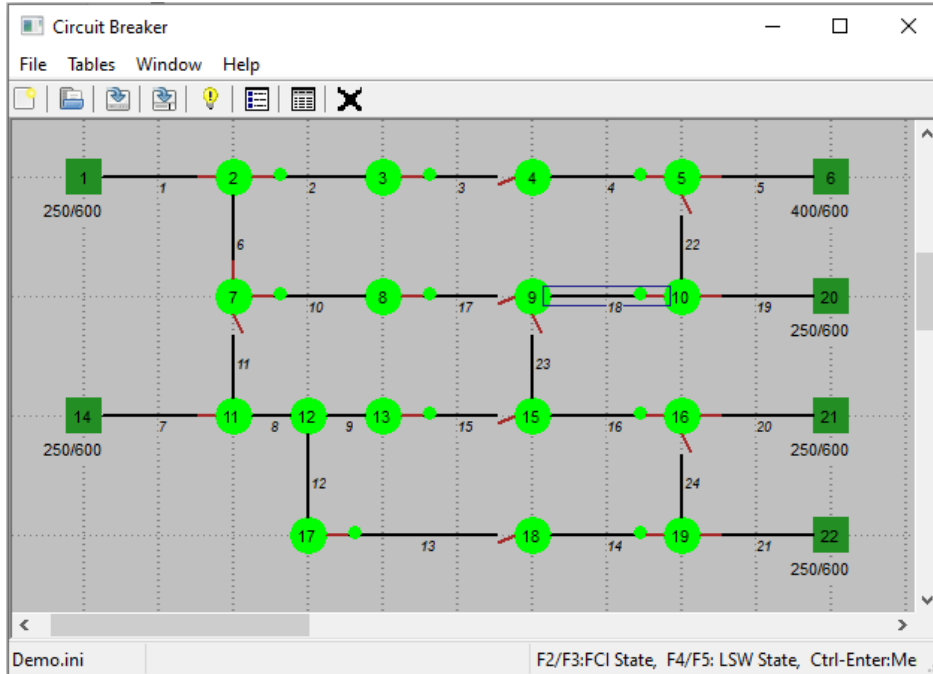 Circuit Breaker
File Tables Window Help
1 2 3 4 5 6
1 2 3 4 5
250/600 400/600
6 22
7 8 9 10 20
10 17 18 19
250/600
11 23
14 11 12 13 15 16 21
7 8 9 15 16 20
250/600 250/600
12 24
17 18 19 22
13 14 21
250/600
Demo.ini F2/F3:FCI State, F4/F5: LSW State, Ctrl-Enter:Me